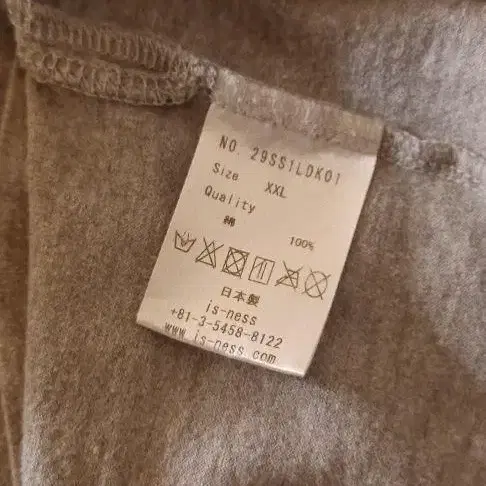 NO. 29SS1LDK01
Size XXL
Quality
綿 100%
日本製
is-ness
+81-3-5458-8122
www.is-ness.com